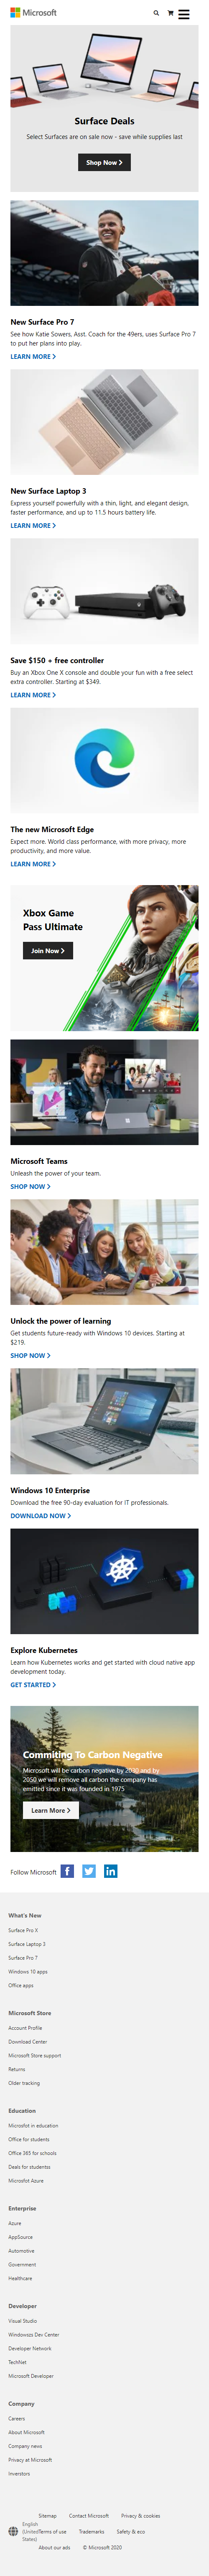 Microsoft
Surface Deals
Select Surfaces are on sale now - save while supplies last
Shop Now
New Surface Pro 7
See how Katie Sowers, Asst. Coach for the 49ers, uses Surface Pro 7
to put her plans into play.
LEARN MORE
New Surface Laptop 3
Express yourself powerfully with a thin, light, and elegant design,
faster performance, and up to 11.5 hours battery life.
LEARN MORE
Save $150 + free controller
Buy an Xbox One X console and double your fun with a free select
extra controller. Starting at $349.
LEARN MORE
The new Microsoft Edge
Expect more. World class performance, with more privacy, more
productivity, and more value.
LEARN MORE
Xbox Game
Pass Ultimate
Join Now
Microsoft Teams
Unleash the power of your team.
SHOP NOW
Unlock the power of learning
Get students future-ready with Windows 10 devices. Starting at
$219.
SHOP NOW
Windows 10 Enterprise
Download the free 90-day evaluation for IT professionals.
DOWNLOAD NOW
Explore Kubernetes
Learn how Kubernetes works and get started with cloud native app
development today.
GET STARTED
Commiting To Carbon Negative
Microsoft will be carbon negative by 2030 and by
2050 we will remove all carbon the company has
emitted since it was founded in 1975
Learn More
Follow Microsoft
What's New
Surface Pro X
Surface Laptop 3
Surface Pro 7
Windows 10 apps
Office apps
Microsoft Store
Account Profile
Download Center
Microsoft Store support
Returns
Older tracking
Education
Microsfot in education
Office for students
Office 365 for schools
Deals for studentss
Microsfot Azure
Enterprise
Azure
AppSource
Automotive
Government
Healthcare
Developer
Visual Studio
Windowszs Dev Center
Developer Network
TechNet
Microsoft Developer
Company
Careers
About Microsoft
Company news
Privacy at Microsoft
Inverstors
English
(United
States)
Sitemap
Contact Microsoft
Privacy & cookies
Terms of use
Trademarks
Safety & eco
About our ads
© Microsoft 2020